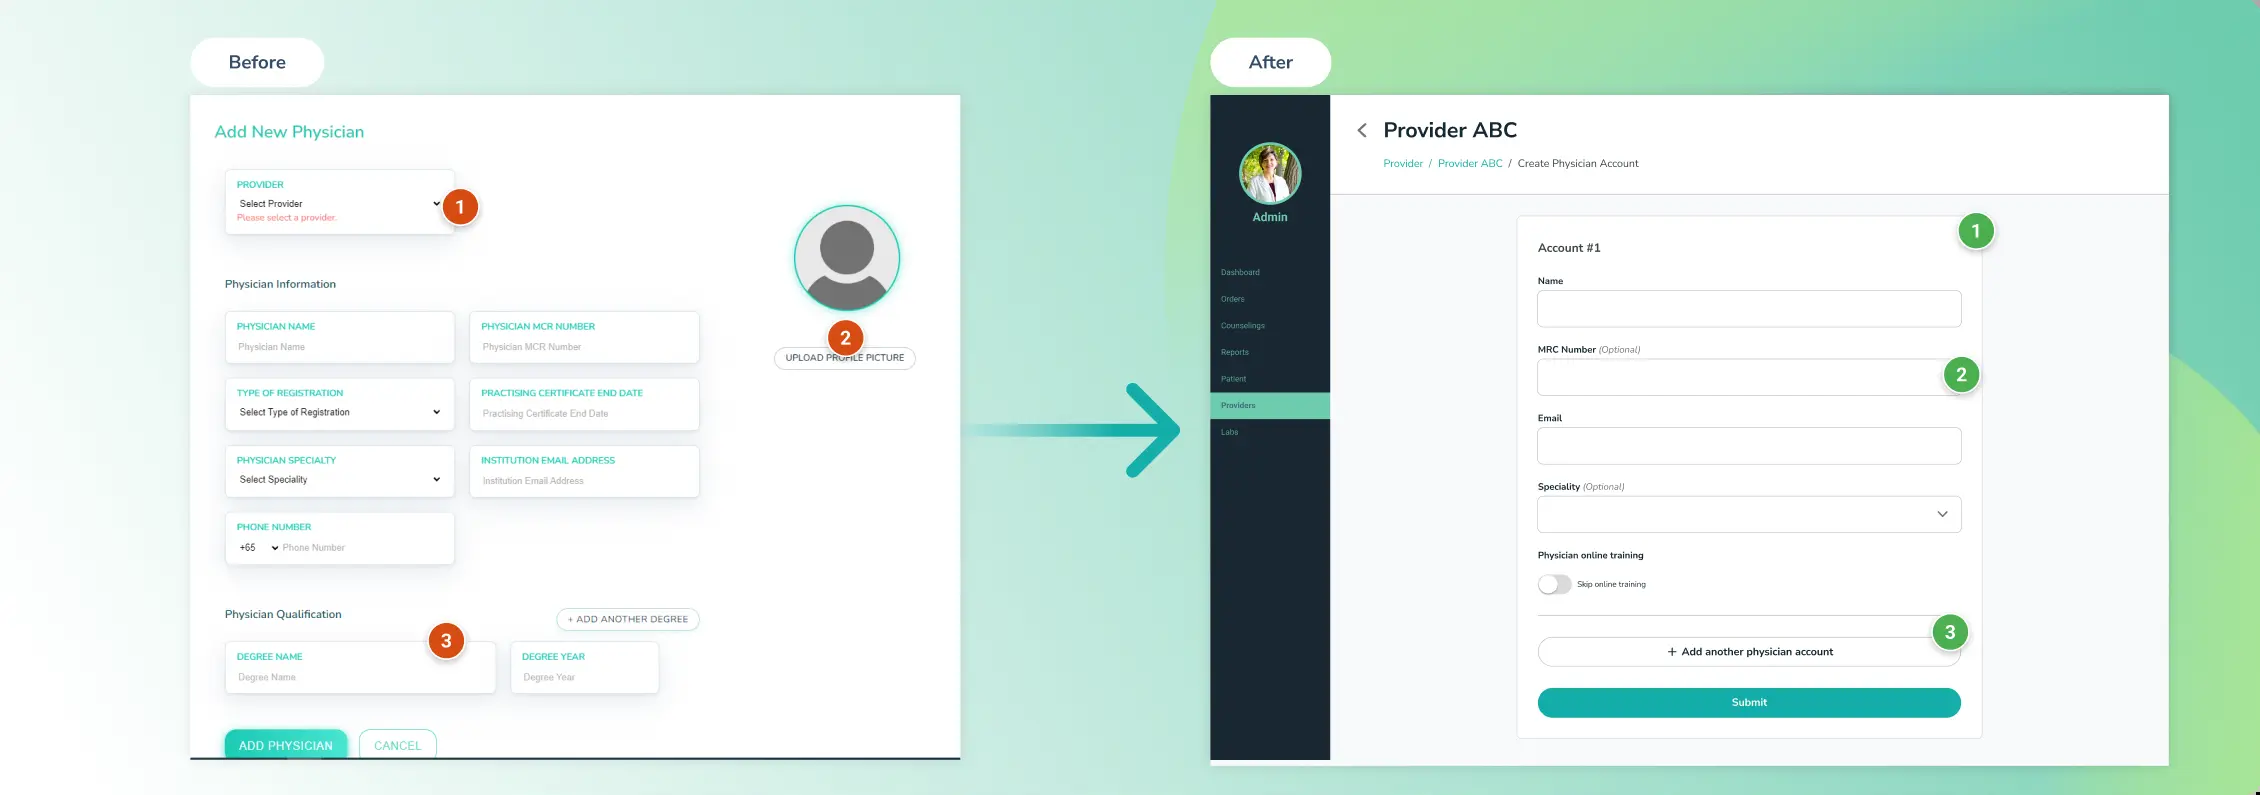 Before
Add New Physician
PROVIDER
Select Provider
Please select a provider.
1
Physician Information
PHYSICIAN NAME
Physician Name
PHYSICIAN MCR NUMBER
Physician MCR Number
2
UPLOAD PROFILE PICTURE
TYPE OF REGISTRATION
Select Type of Registration
PRACTISING CERTIFICATE END DATE
Practising Certificate End Date
PHYSICIAN SPECIALTY
Select Speciality
INSTITUTION EMAIL ADDRESS
Institution Email Address
PHONE NUMBER
+65 Phone Number
Physician Qualification
+ ADD ANOTHER DEGREE
3
DEGREE NAME
Degree Name
DEGREE YEAR
Degree Year
ADD PHYSICIAN
CANCEL
After
Admin
Dashboard
Orders
Counselings
Reports
Patient
Providers
Labs
Provider ABC
Provider / Provider ABC / Create Physician Account
1
Account #1
Name
MRC Number (Optional)
2
Email
Speciality (Optional)
Physician online training
Skip online training
3
+ Add another physician account
Submit